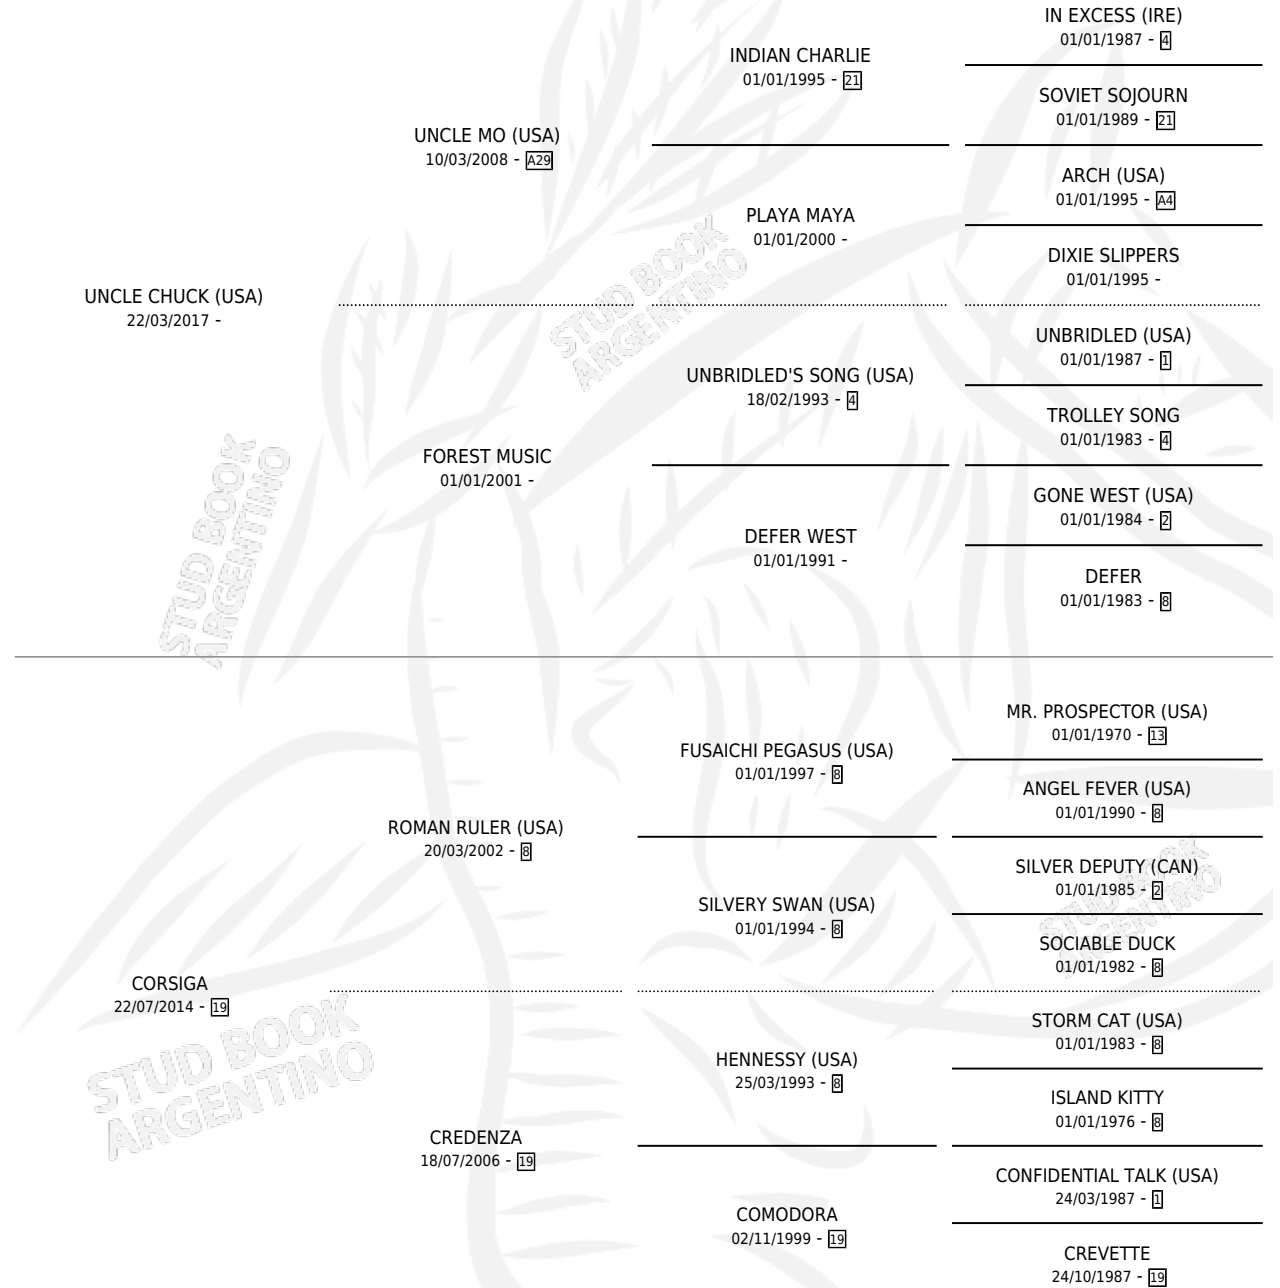 IN EXCESS (IRE)
01/01/1987 - 4
INDIAN CHARLIE
01/01/1995 - 21
SOVIET SOJOURN
01/01/1989 - 21
UNCLE MO (USA)
10/03/2008 - A29
ARCH (USA)
01/01/1995 - A4
PLAYA MAYA
01/01/2000 -
DIXIE SLIPPERS
01/01/1995 -
UNCLE CHUCK (USA)
22/03/2017 -
UNBRIDLED (USA)
01/01/1987 - 1
UNBRIDLED'S SONG (USA)
18/02/1993 - 4
TROLLEY SONG
01/01/1983 - 4
FOREST MUSIC
01/01/2001 -
GONE WEST (USA)
01/01/1984 - 2
DEFER WEST
01/01/1991 -
DEFER
01/01/1983 - 8
MR. PROSPECTOR (USA)
01/01/1970 - 13
FUSAICHI PEGASUS (USA)
01/01/1997 - 8
ANGEL FEVER (USA)
01/01/1990 - 8
ROMAN RULER (USA)
20/03/2002 - 8
SILVER DEPUTY (CAN)
01/01/1985 - 2
SILVERY SWAN (USA)
01/01/1994 - 8
SOCIABLE DUCK
01/01/1982 - 8
CORSIGA
22/07/2014 - 19
STORM CAT (USA)
01/01/1983 - 8
HENNESSY (USA)
25/03/1993 - 8
ISLAND KITTY
01/01/1976 - 8
CREDENZA
18/07/2006 - 19
CONFIDENTIAL TALK (USA)
24/03/1987 - 1
COMODORA
02/11/1999 - 19
CREVETTE
24/10/1987 - 19
STUD BOOK
ARGENTINO
STUD BOOK
ARGENTINO
STUD BOOK
ARGENTINO
STUD BOOK
ARGENTINO